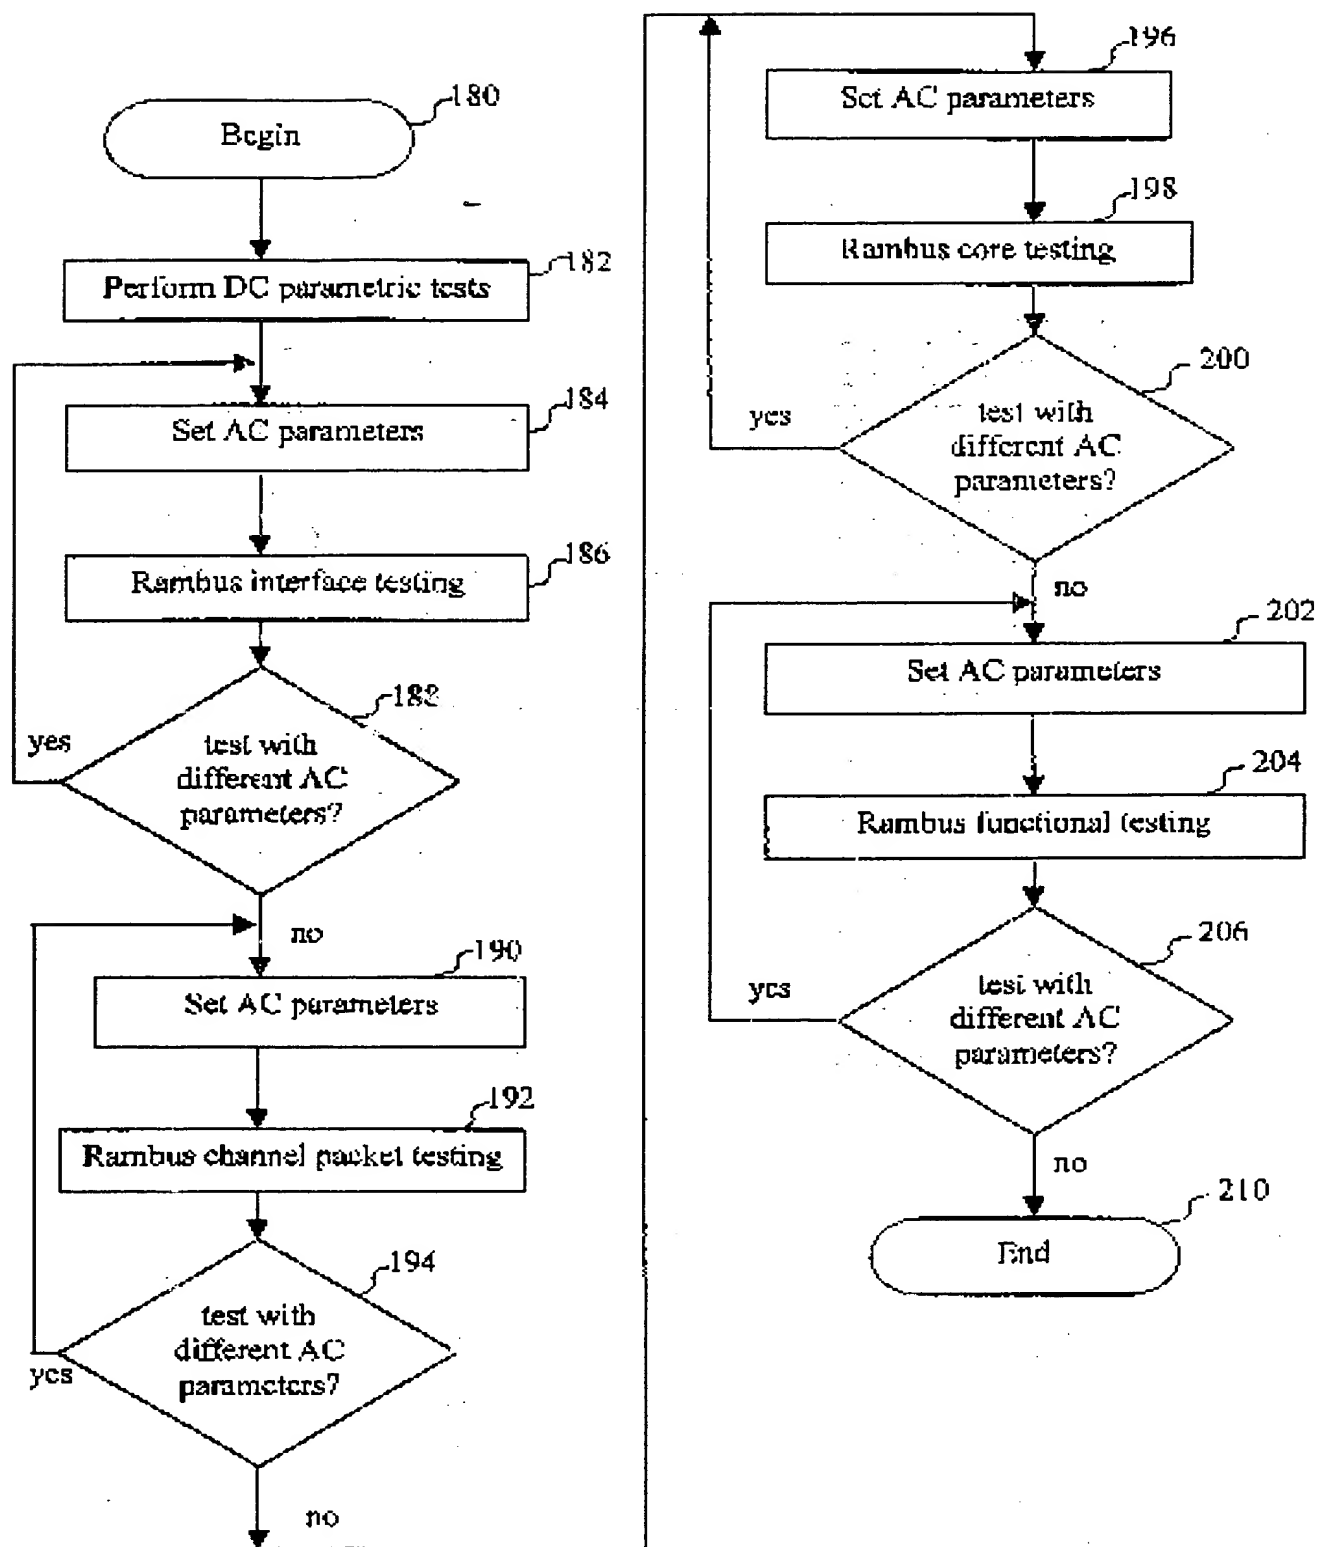 180
Begin
182
Perform DC parametric tests
184
Set AC parameters
186
Rambus interface testing
188
yes
test with
different AC
parameters?
no
190
Set AC parameters
192
Rambus channel packet testing
194
test with
different AC
parameters?
yes
no
196
Set AC parameters
198
Rambus core testing
200
yes
test with
different AC
parameters?
no
202
Set AC parameters
204
Rambus functional testing
206
yes
test with
different AC
parameters?
no
210
End